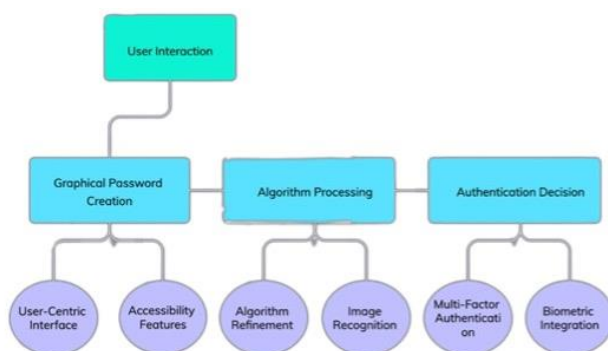 User Interaction
Graphical Password
Creation
Algorithm Processing
Authentication Decision
User-Centric
Interface
Accessibility
Features
Algorithm
Refinement
Image
Recognition
Multi-Factor
Authenticati
on
Biometric
Integration